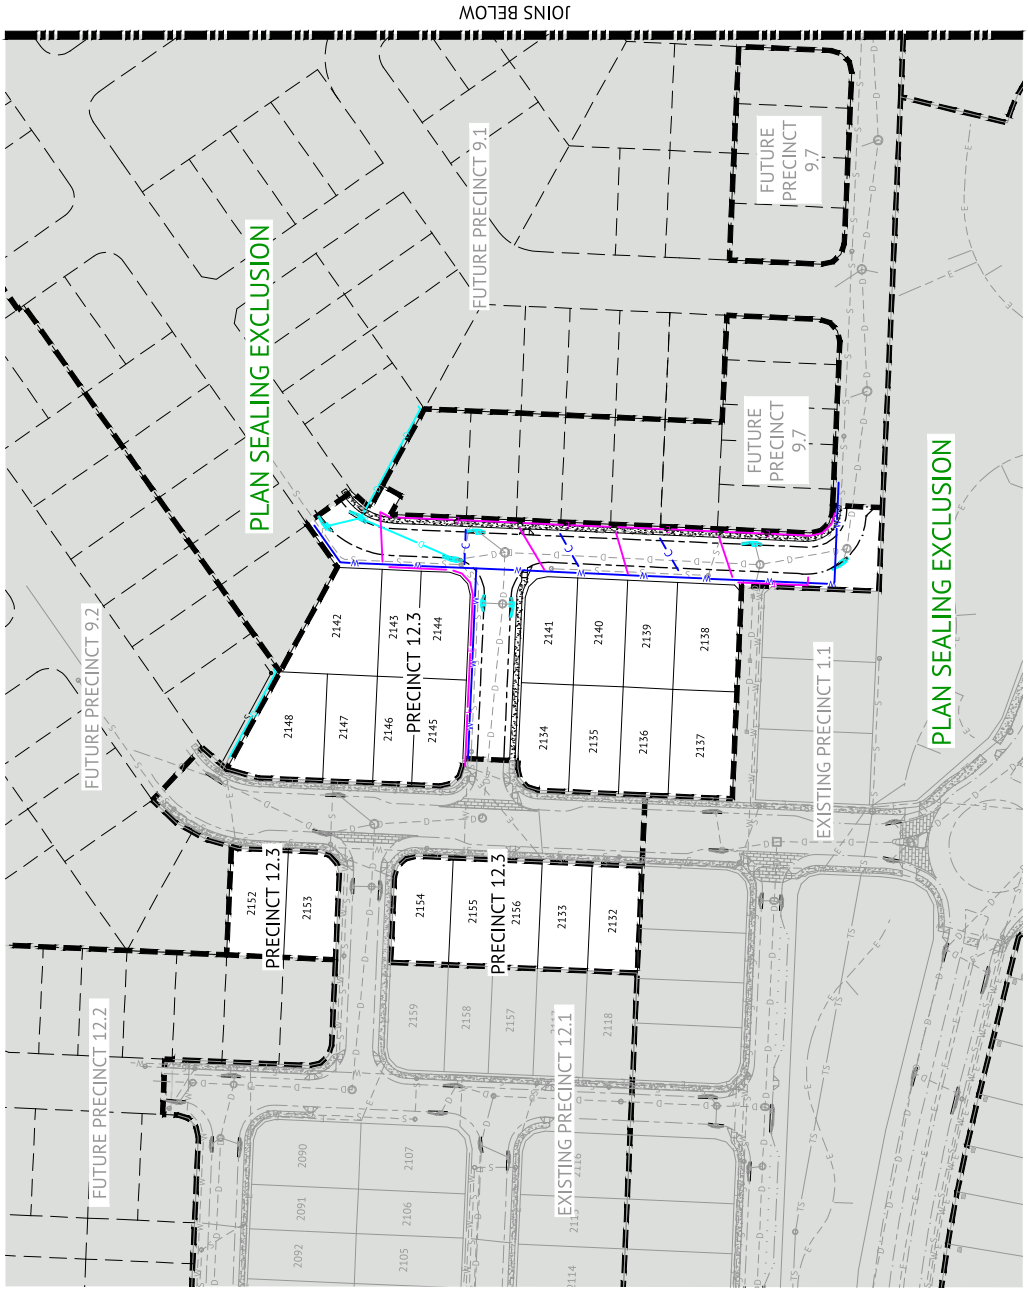 JOINS BELOW
FUTURE PRECINCT 9.1
FUTURE
PRECINCT
9.7
PLAN SEALING EXCLUSION
FUTURE
PRECINCT
9.7
PLAN SEALING EXCLUSION
FUTURE PRECINCT 9.2
2142
2143
2144
PRECINCT 12.3
2148
2147
2146
2145
2141
2140
2139
2138
2134
2135
2136
2137
EXISTING PRECINCT 1.1
2152
2153
PRECINCT 12.3
2154
2155
2156
2133
2132
PRECINCT 12.3
FUTURE PRECINCT 12.2
2159
2158
2157
2118
EXISTING PRECINCT 12.1
2090
2107
2116
2091
2106
2092
2105
2114